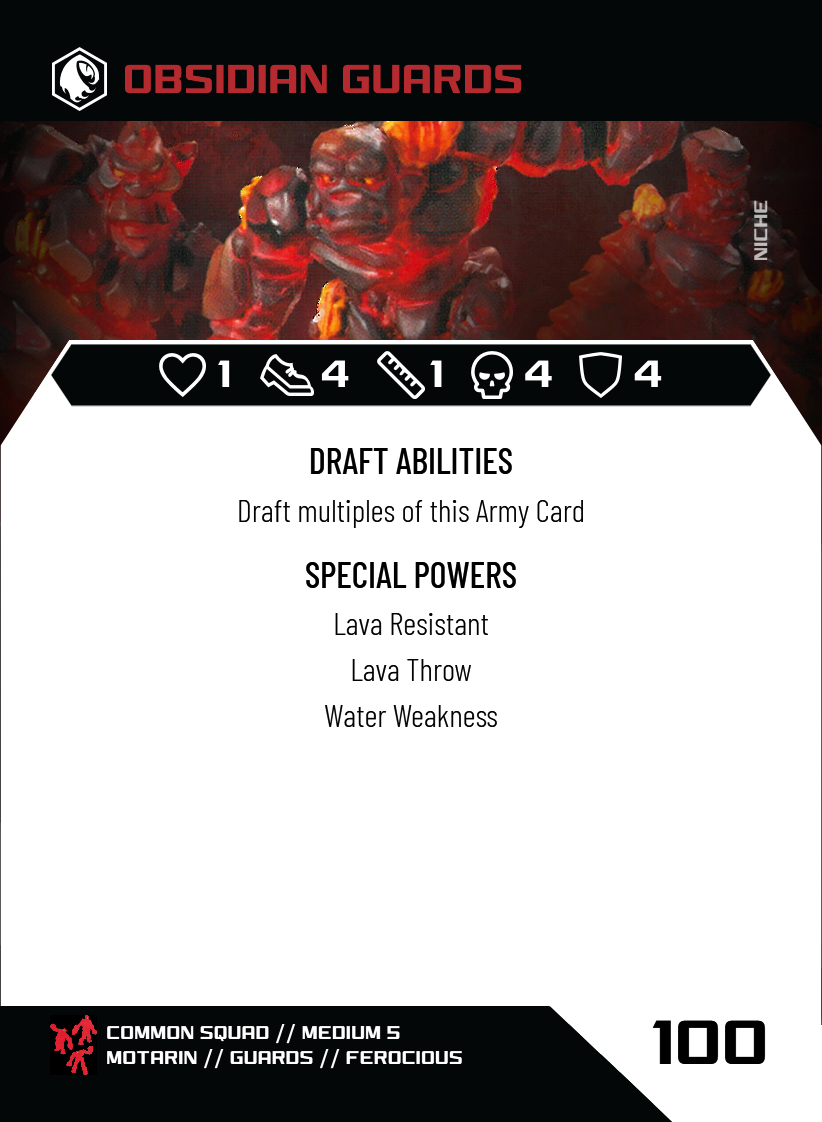 OBSIDIAN GUARDS
NICHE
1 4 1 4 4
DRAFT ABILITIES
Draft multiples of this Army Card
SPECIAL POWERS
Lava Resistant
Lava Throw
Water Weakness
COMMON SQUAD // MEDIUM 5
MOTARIN // GUARDS // FEROCIOUS
100